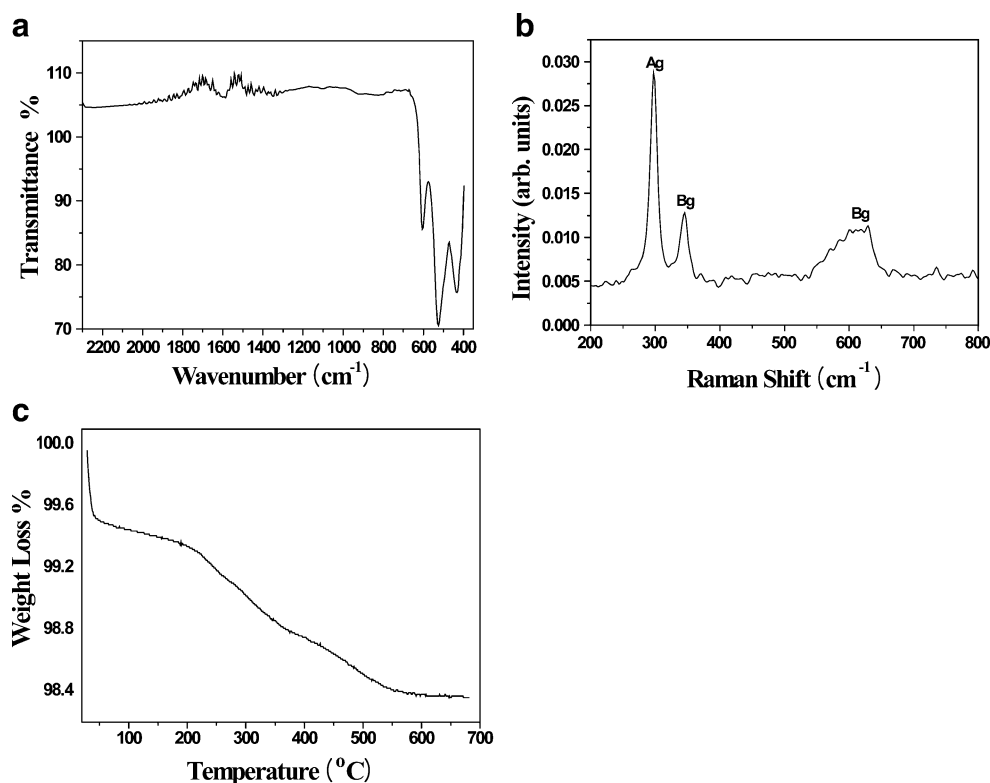 a
110
100
90
80
70
Transmittance %
2200 2000 1800 1600 1400 1200 1000 800 600 400
Wavenumber (cm-1)
b
0.030
0.025
0.020
0.015
0.010
0.005
0.000
Intensity (arb. units)
Ag
Bg
Bg
200 300 400 500 600 700 800
Raman Shift (cm-1)
c
100.0
99.6
99.2
98.8
98.4
Weight Loss %
100 200 300 400 500 600 700
Temperature (oC)